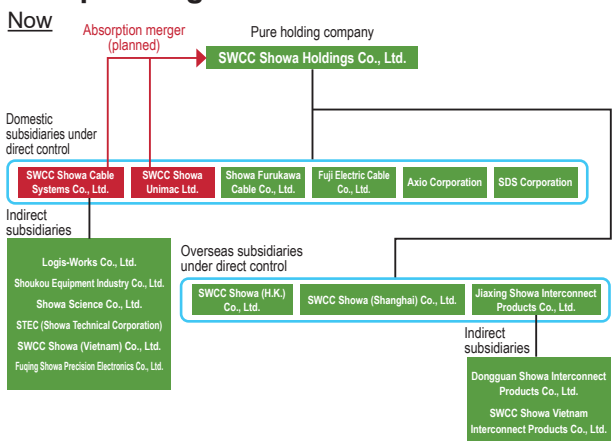 Now
Absorption merger
(planned)
Pure holding company
SWCC Showa Holdings Co., Ltd.
Domestic
subsidiaries under
direct control
SWCC Showa Cable
Systems Co., Ltd.
SWCC Showa
Unimac Ltd.
Showa Furukawa
Cable Co., Ltd.
Fuji Electric Cable
Co., Ltd.
Axio Corporation
SDS Corporation
Indirect
subsidiaries
Logis-Works Co., Ltd.
Shoukou Equipment Industry Co., Ltd.
Showa Science Co., Ltd.
STEC (Showa Technical Corporation)
SWCC Showa (Vietnam) Co., Ltd.
Fuqing Showa Precision Electronics Co., Ltd.
Overseas subsidiaries
under direct control
SWCC Showa (H.K.)
Co., Ltd.
SWCC Showa (Shanghai) Co., Ltd.
Jiaxing Showa Interconnect
Products Co., Ltd.
Indirect
subsidiaries
Dongguan Showa Interconnect
Products Co., Ltd.
SWCC Showa Vietnam
Interconnect Products Co., Ltd.